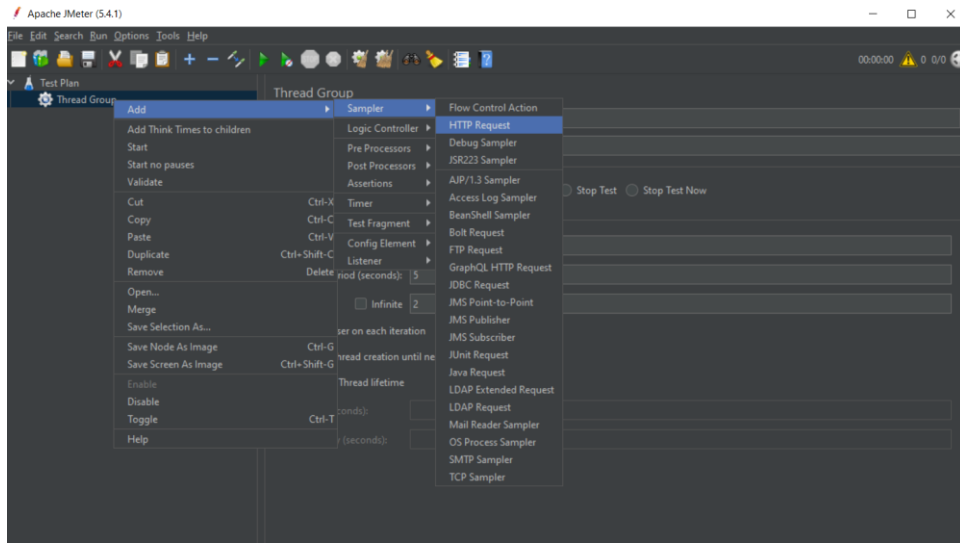 Apache JMeter (5.4.1)
File Edit Search Run Options Tools Help
00:00:00 0 0/0
Test Plan
Thread Group
Thread Group
Add
Add Think Times to children
Start
Start no pauses
Validate
Cut Ctrl-X
Copy Ctrl-C
Paste Ctrl-V
Duplicate Ctrl+Shift-C
Remove Delete
Open...
Merge
Save Selection As...
Save Node As Image Ctrl-G
Save Screen As Image Ctrl+Shift-G
Enable
Disable
Toggle Ctrl-T
Help
Sampler
Logic Controller
Pre Processors
Post Processors
Assertions
Timer
Test Fragment
Config Element
Listener
Flow Control Action
HTTP Request
Debug Sampler
JSR223 Sampler
AJP/1.3 Sampler
Access Log Sampler
BeanShell Sampler
Bolt Request
FTP Request
GraphQL HTTP Request
JDBC Request
JMS Point-to-Point
JMS Publisher
JMS Subscriber
JUnit Request
Java Request
LDAP Extended Request
LDAP Request
Mail Reader Sampler
OS Process Sampler
SMTP Sampler
TCP Sampler
Stop Test Stop Test Now
riod (seconds): 5
Infinite 2
ser on each iteration
hread creation until ne
Thread lifetime
conds):
(seconds):